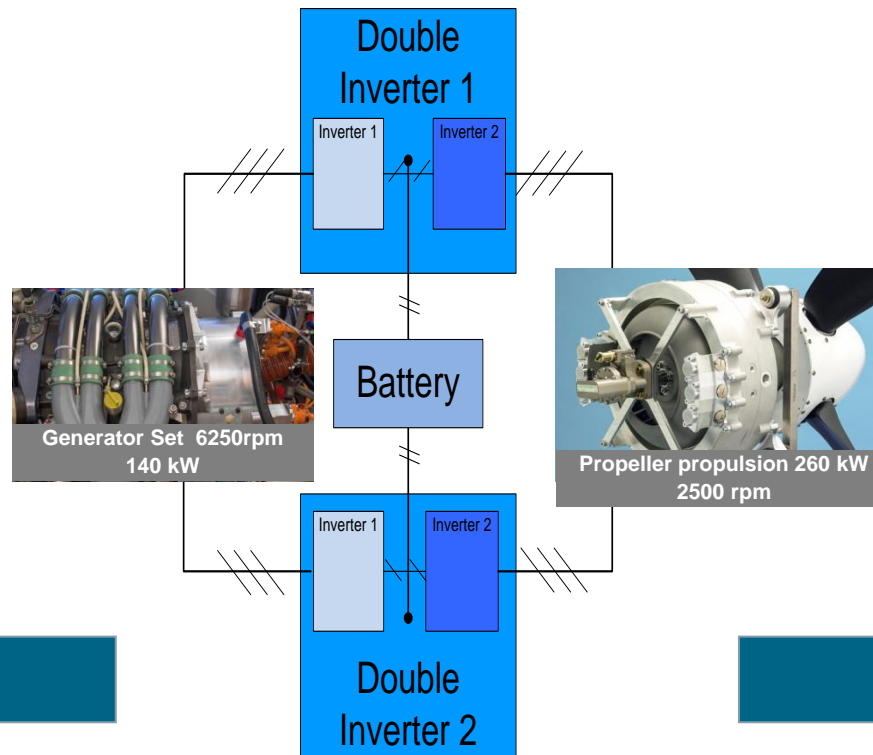 Double
Inverter 1
Inverter 1
Inverter 2
Generator Set  6250rpm
140 kW
Battery
Propeller propulsion 260 kW
2500 rpm
Inverter 1
Inverter 2
Double
Inverter 2